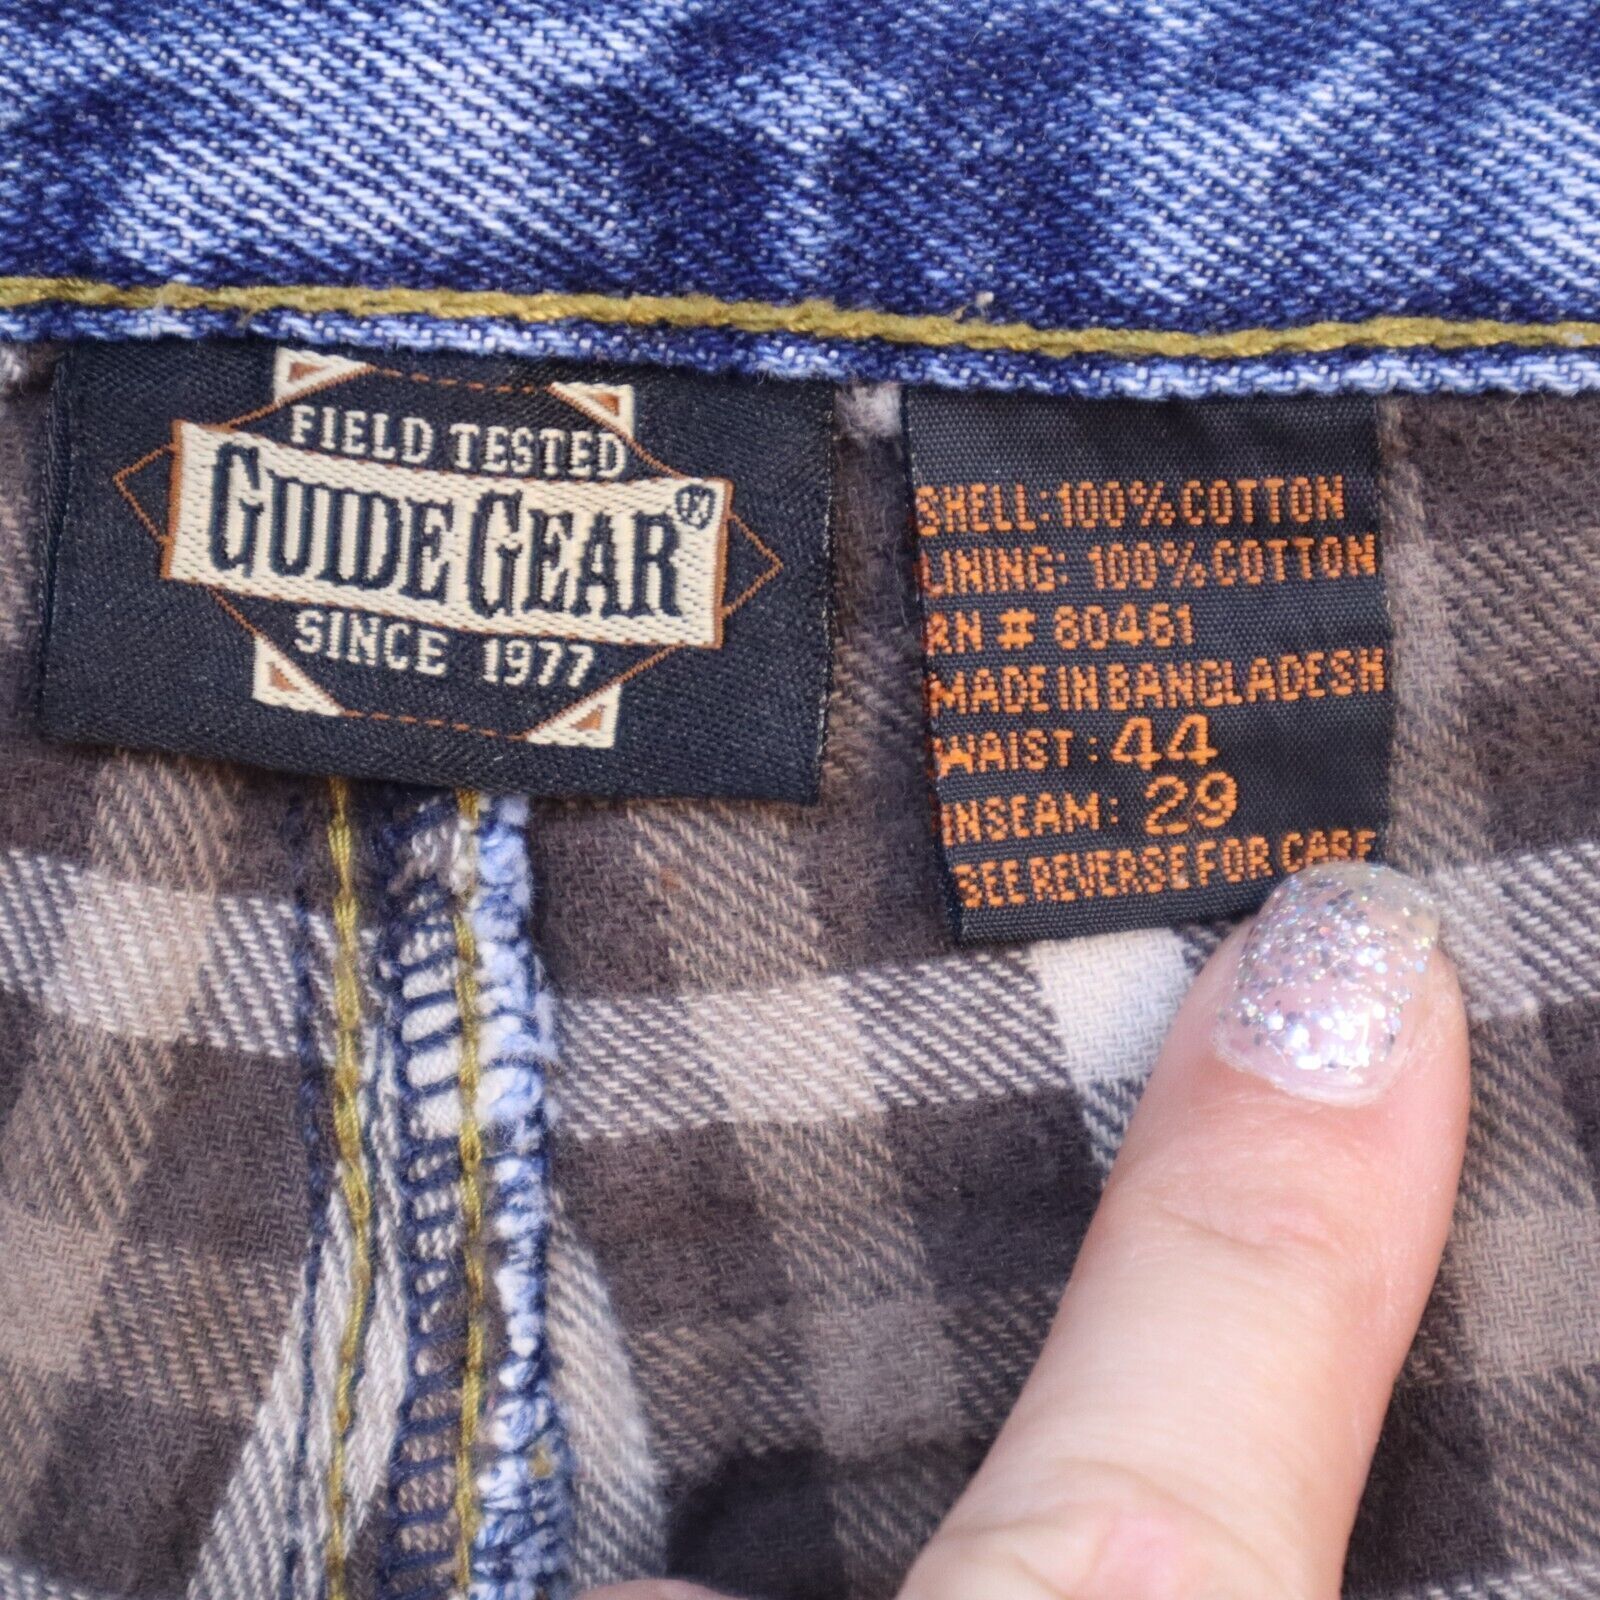 FIELD TESTED
GUIDE GEAR®
SINCE 1977
SHELL: 100% COTTON
LINING: 100% COTTON
RN # 80461
MADE IN BANGLADESH
WAIST: 44
INSEAM: 29
SEE REVERSE FOR CARE